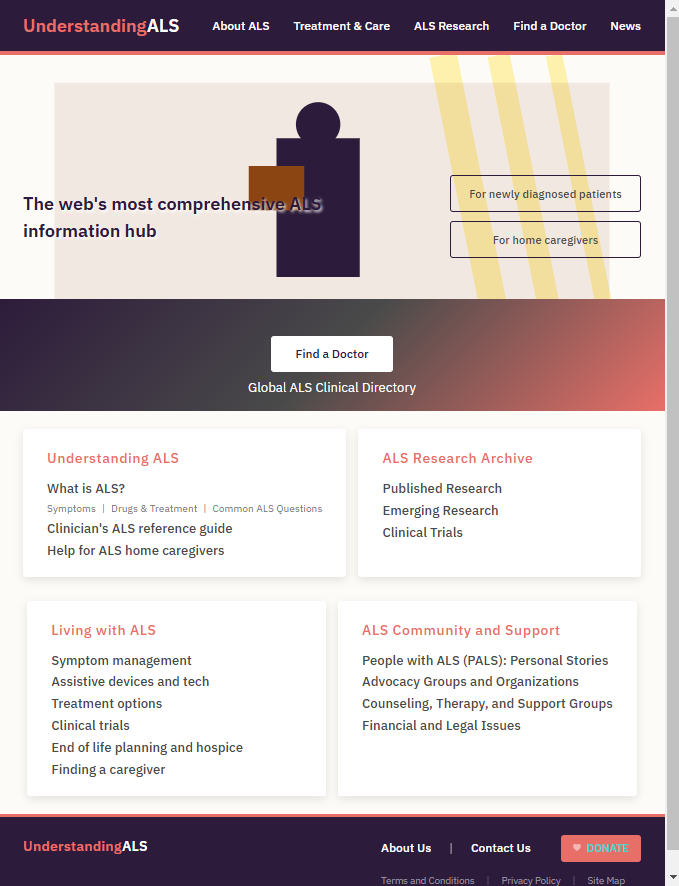 UnderstandingALS
About ALS Treatment & Care ALS Research Find a Doctor News
The web's most comprehensive ALS
information hub
For newly diagnosed patients
For home caregivers
Find a Doctor
Global ALS Clinical Directory
Understanding ALS
What is ALS?
Symptoms | Drugs & Treatment | Common ALS Questions
Clinician's ALS reference guide
Help for ALS home caregivers
ALS Research Archive
Published Research
Emerging Research
Clinical Trials
Living with ALS
Symptom management
Assistive devices and tech
Treatment options
Clinical trials
End of life planning and hospice
Finding a caregiver
ALS Community and Support
People with ALS (PALS): Personal Stories
Advocacy Groups and Organizations
Counseling, Therapy, and Support Groups
Financial and Legal Issues
UnderstandingALS
About Us | Contact Us
DONATE
Terms and Conditions | Privacy Policy | Site Map